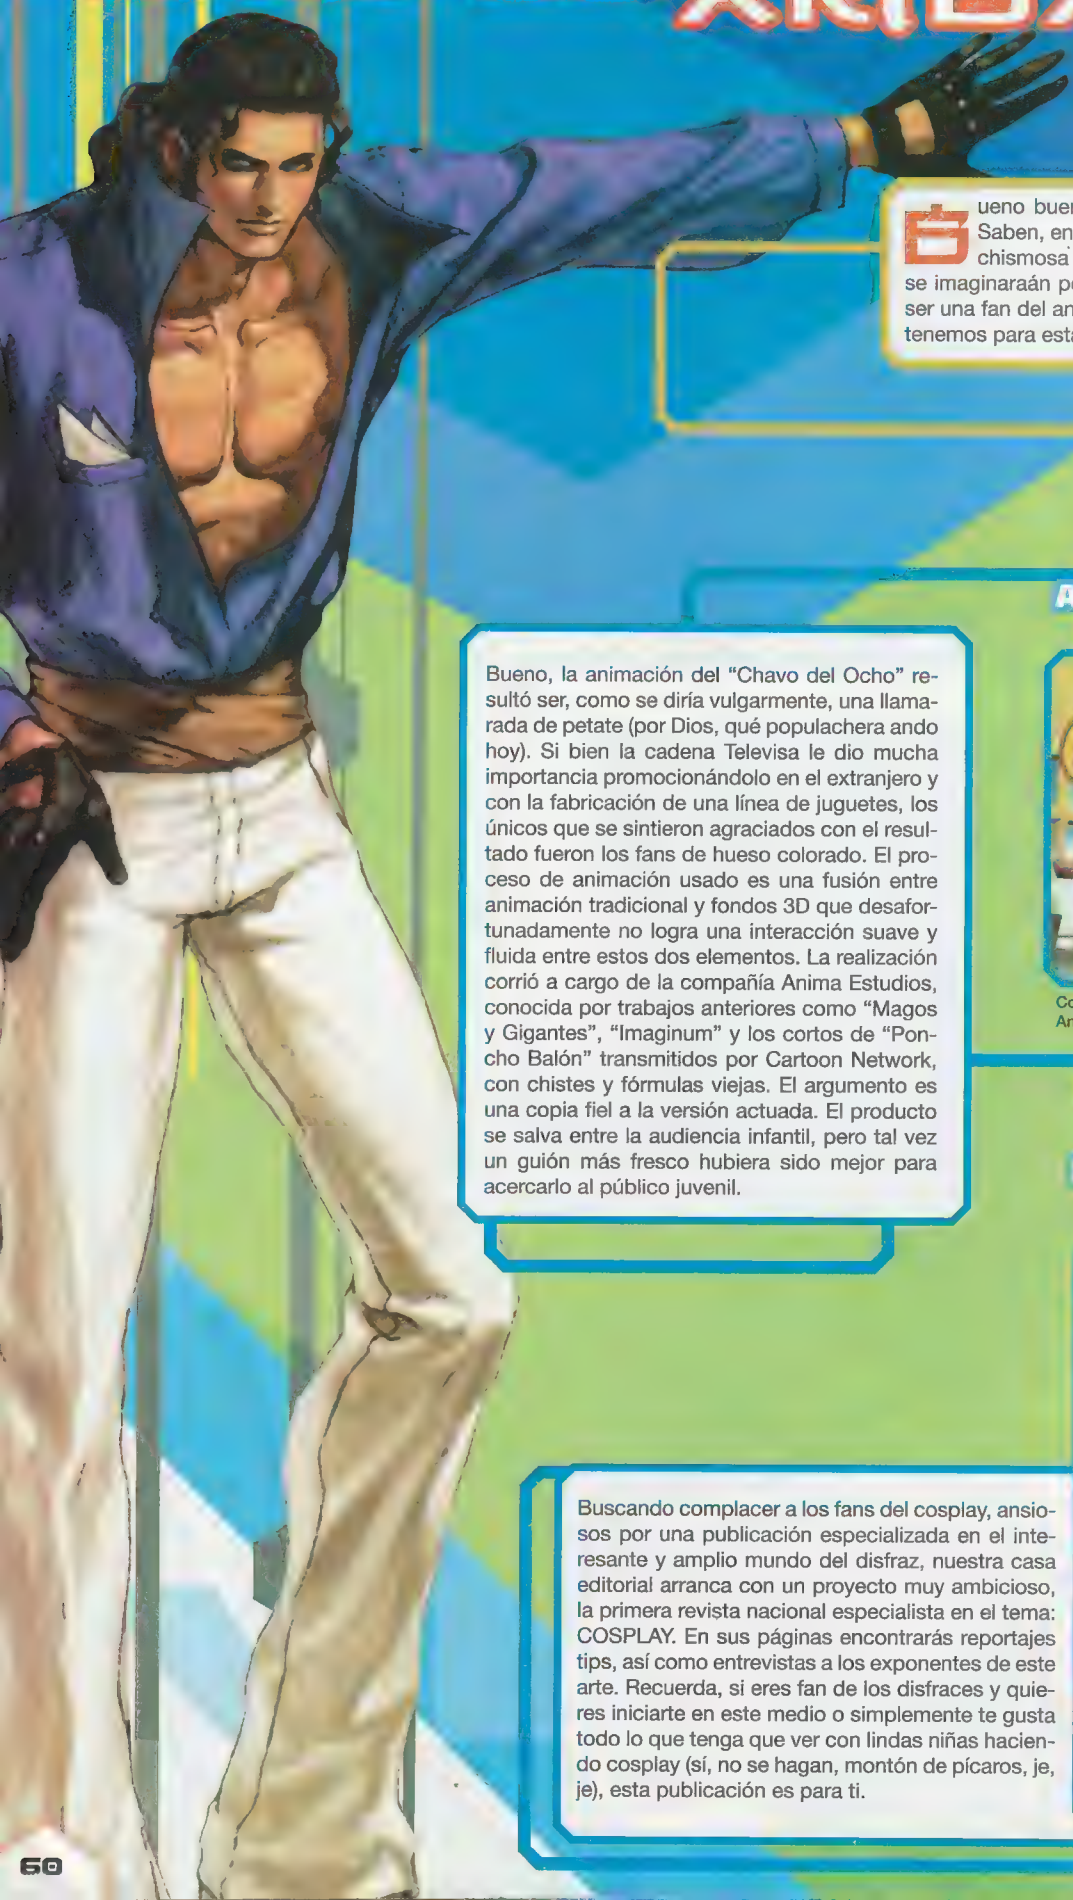 ueno buen
Saben, en
chismosa
se imaginaraán p
ser una fan del an
tenemos para est
Bueno, la animación del “Chavo del Ocho” re-
sultó ser, como se diría vulgarmente, una llama-
rada de petate (por Dios, qué populachera ando
hoy). Si bien la cadena Televisa le dio mucha
importancia promocionándolo en el extranjero y
con la fabricación de una línea de juguetes, los
únicos que se sintieron agraciados con el resul-
tado fueron los fans de hueso colorado. El pro-
ceso de animación usado es una fusión entre
animación tradicional y fondos 3D que desafor-
tunadamente no logra una interacción suave y
fluida entre estos dos elementos. La realización
corrió a cargo de la compañía Anima Estudios,
conocida por trabajos anteriores como “Magos
y Gigantes”, “Imaginum” y los cortos de “Pon-
cho Balón” transmitidos por Cartoon Network,
con chistes y fórmulas viejas. El argumento es
una copia fiel a la versión actuada. El producto
se salva entre la audiencia infantil, pero tal vez
un guión más fresco hubiera sido mejor para
acercarlo al público juvenil.
A
Co
An
Buscando complacer a los fans del cosplay, ansio-
sos por una publicación especializada en el inte-
resante y amplio mundo del disfraz, nuestra casa
editorial arranca con un proyecto muy ambicioso,
la primera revista nacional especialista en el tema:
COSPLAY. En sus páginas encontrarás reportajes
tips, así como entrevistas a los exponentes de este
arte. Recuerda, si eres fan de los disfraces y quie-
res iniciarte en este medio o simplemente te gusta
todo lo que tenga que ver con lindas niñas hacien-
do cosplay (sí, no se hagan, montón de pícaros, je,
je), esta publicación es para ti.
60